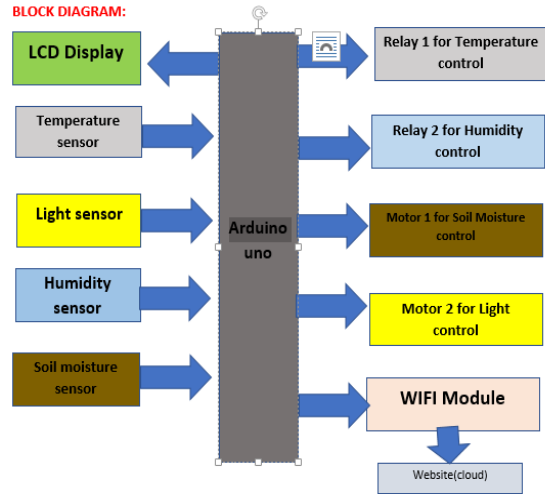 BLOCK DIAGRAM:
LCD Display
Temperature
sensor
Light sensor
Humidity
sensor
Soil moisture
sensor
Arduino
uno
Relay 1 for Temperature
control
Relay 2 for Humidity
control
Motor 1 for Soil Moisture
control
Motor 2 for Light
control
WIFI Module
Website(cloud)